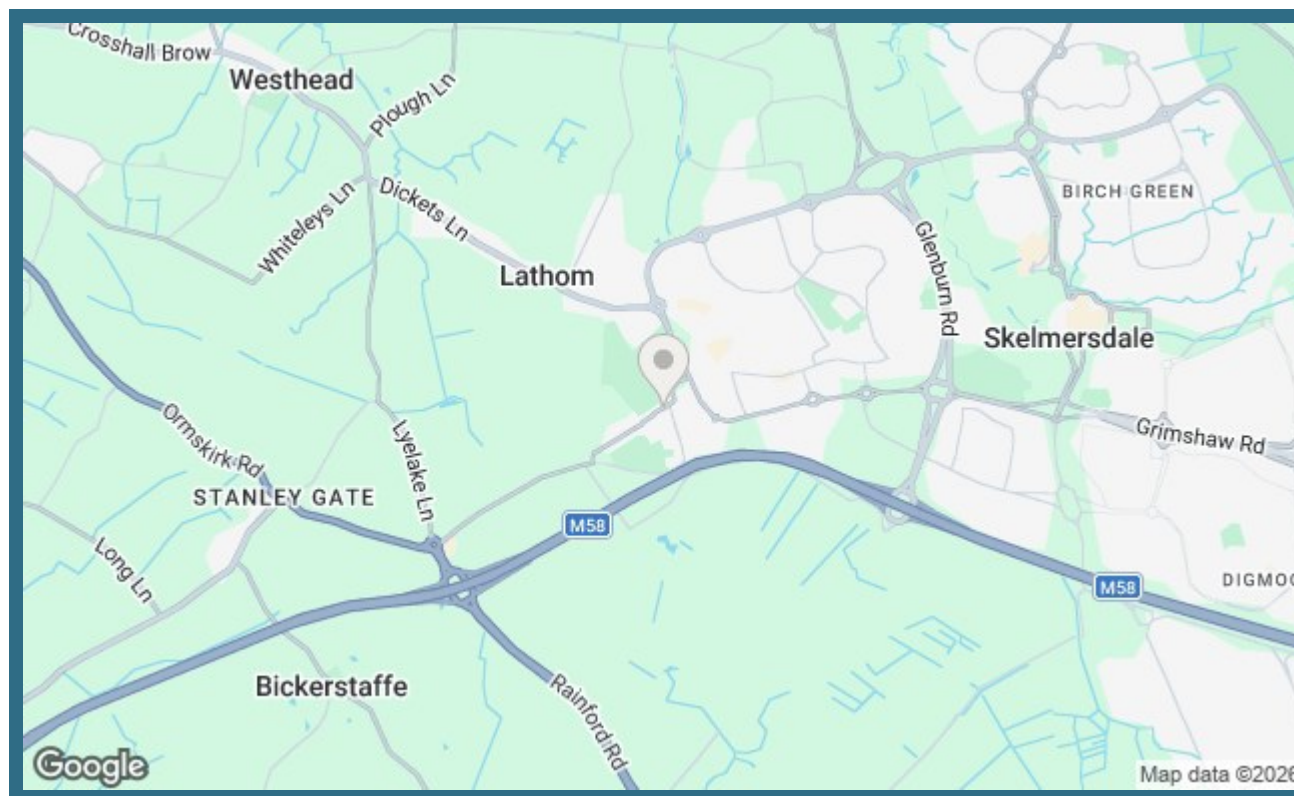 Crosshall Brow
Westhead
Plough Ln
Whiteleys Ln
Dickets Ln
BIRCH GREEN
Lathom
Glenburn Rd
Skelmersdale
Ormskirk Rd
Lyelake Ln
Grimshaw Rd
STANLEY GATE
M58
Long Ln
M58
DIGMOO
Bickerstaffe
Rainford Rd
Google
Map data ©2026